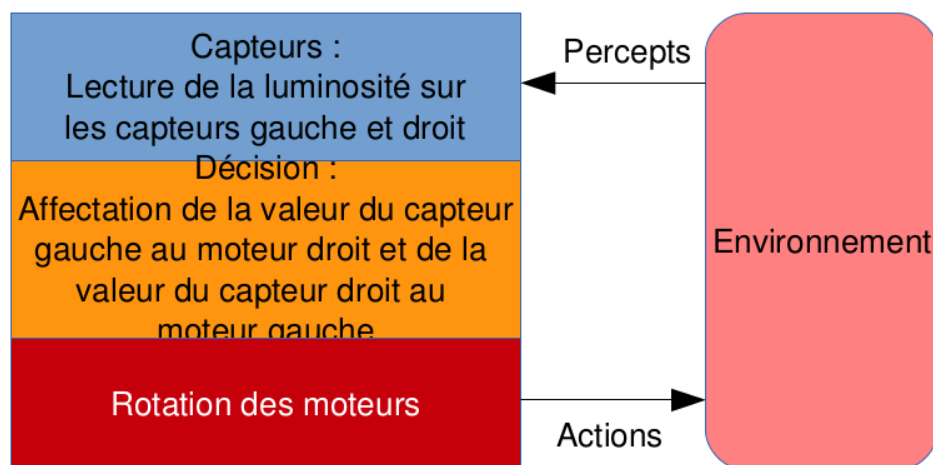 Capteurs :
Lecture de la luminosité sur
les capteurs gauche et droit
Décision :
Affectation de la valeur du capteur
gauche au moteur droit et de la
valeur du capteur droit au
moteur gauche
Rotation des moteurs
Percepts
Environnement
Actions